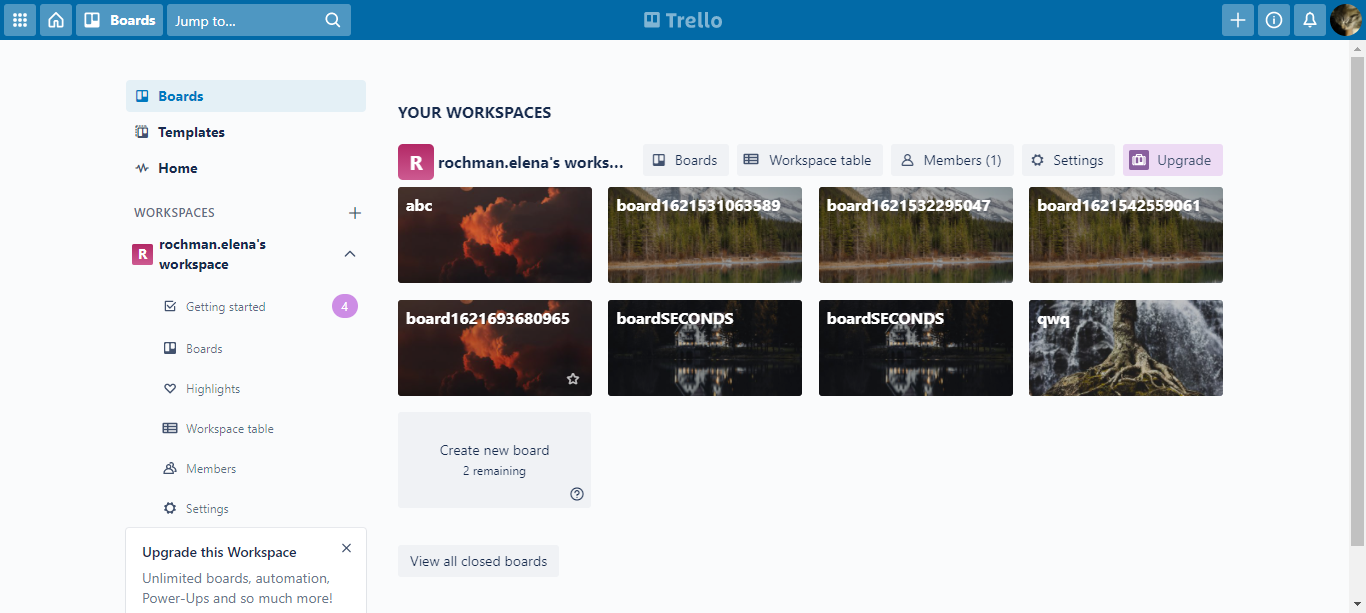 Boards
Jump to...
Trello
Boards
Templates
Home
WORKSPACES
R
rochman.elena's
workspace
Getting started
4
Boards
Highlights
Workspace table
Members
Settings
Upgrade this Workspace
Unlimited boards, automation,
Power-Ups and so much more!
YOUR WORKSPACES
R
rochman.elena's works...
Boards
Workspace table
Members (1)
Settings
Upgrade
abc
board1621531063589
board1621532295047
board1621542559061
board1621693680965
boardSECONDS
boardSECONDS
qwq
Create new board
2 remaining
View all closed boards